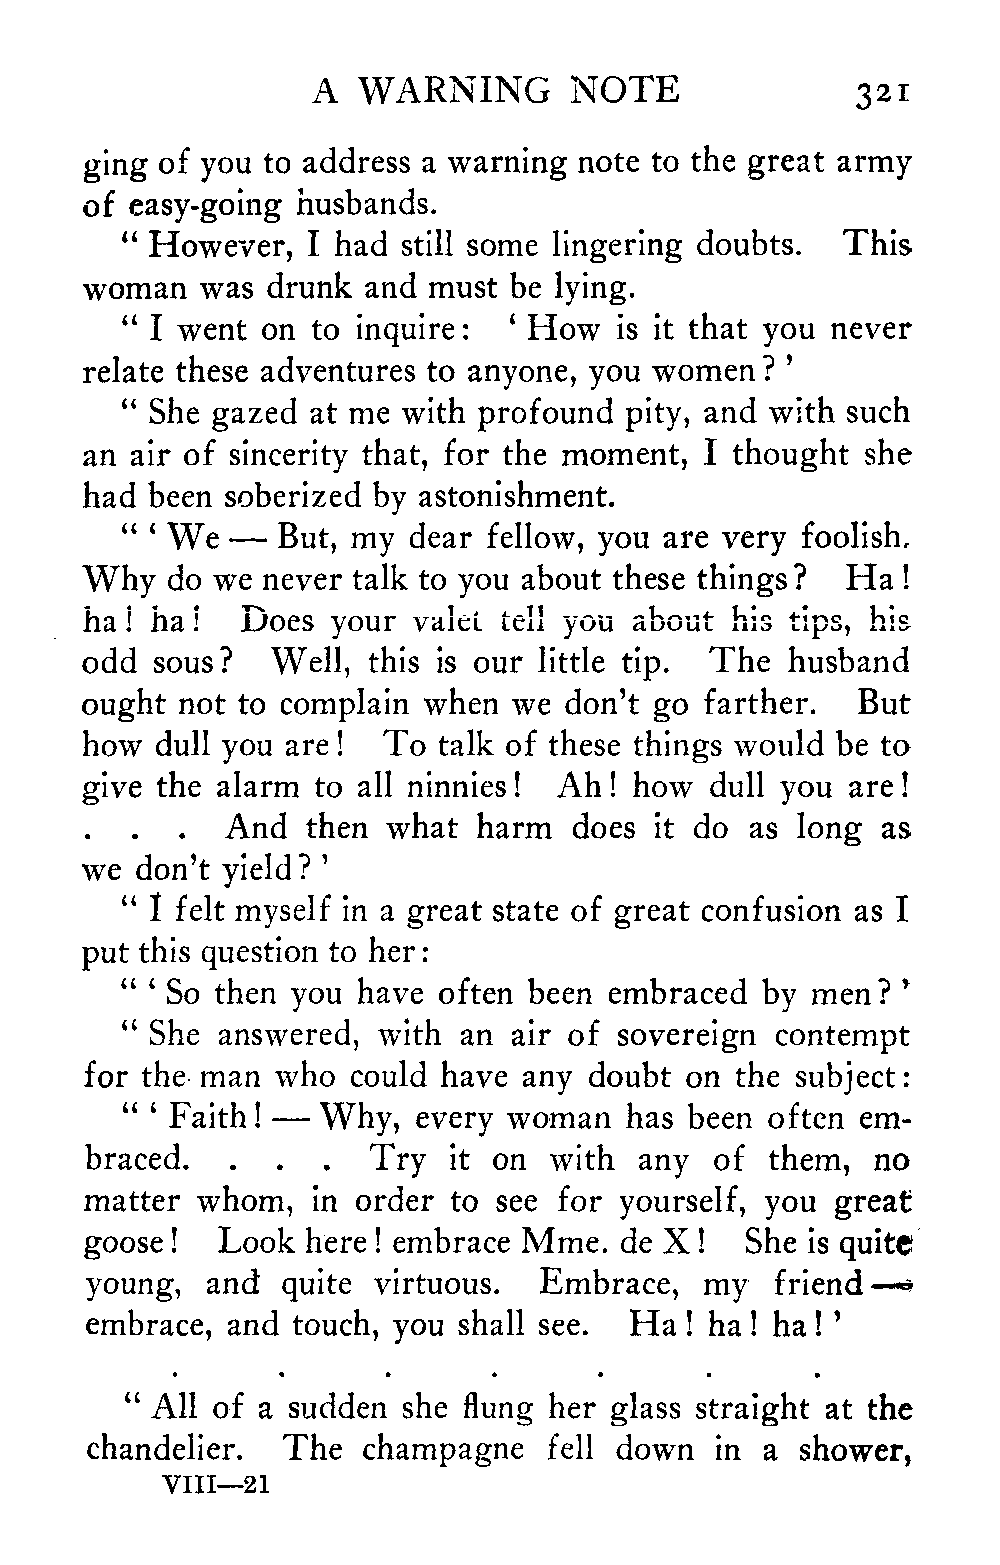 A WARNING NOTE 321
ging of you to address a warning note to the great army
of easy-going husbands.
“ However, I had still some lingering doubts. This
woman was drunk and must be lying.
“ I went on to inquire: ‘ How is it that you never
relate these adventures to anyone, you women? ’
“ She gazed at me with profound pity, and with such
an air of sincerity that, for the moment, I thought she
had been soberized by astonishment.
“ ‘ We — But, my dear fellow, you are very foolish.
Why do we never talk to you about these things? Ha!
ha! ha! Does your valet tell you about his tips, his
odd sous? Well, this is our little tip. The husband
ought not to complain when we don’t go farther. But
how dull you are! To talk of these things would be to
give the alarm to all ninnies! Ah! how dull you are!
. . . And then what harm does it do as long as
we don’t yield? ’
“ I felt myself in a great state of great confusion as I
put this question to her:
“ ‘ So then you have often been embraced by men? ’
“ She answered, with an air of sovereign contempt
for the man who could have any doubt on the subject:
“ ‘ Faith! — Why, every woman has been often em-
braced. . . . Try it on with any of them, no
matter whom, in order to see for yourself, you great
goose! Look here! embrace Mme. de X! She is quite
young, and quite virtuous. Embrace, my friend —
embrace, and touch, you shall see. Ha! ha! ha! ’
. . . . . . .
“ All of a sudden she flung her glass straight at the
chandelier. The champagne fell down in a shower,
VIII—21